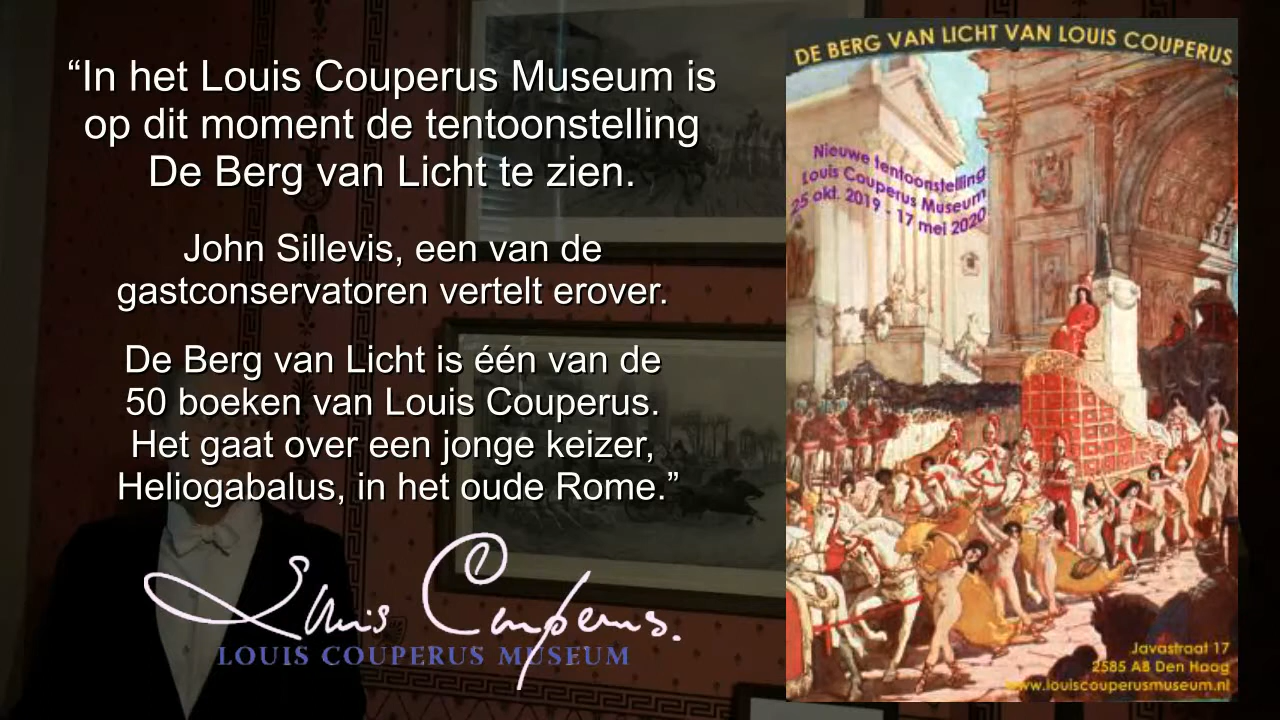 “In het Louis Couperus Museum is
op dit moment de tentoonstelling
De Berg van Licht te zien.
John Sillevis, een van de
gastconservatoren vertelt erover.
De Berg van Licht is één van de
50 boeken van Louis Couperus.
Het gaat over een jonge keizer,
Heliogabalus, in het oude Rome.”
Louis Couperus.
LOUIS COUPERUS MUSEUM
DE BERG VAN LICHT VAN LOUIS COUPERUS
Nieuwe tentoonstelling
Louis Couperus Museum
25 okt. 2019 - 17 mei 2020
Javastraat 17
2585 AB Den Haag
www.louiscouperusmuseum.nl